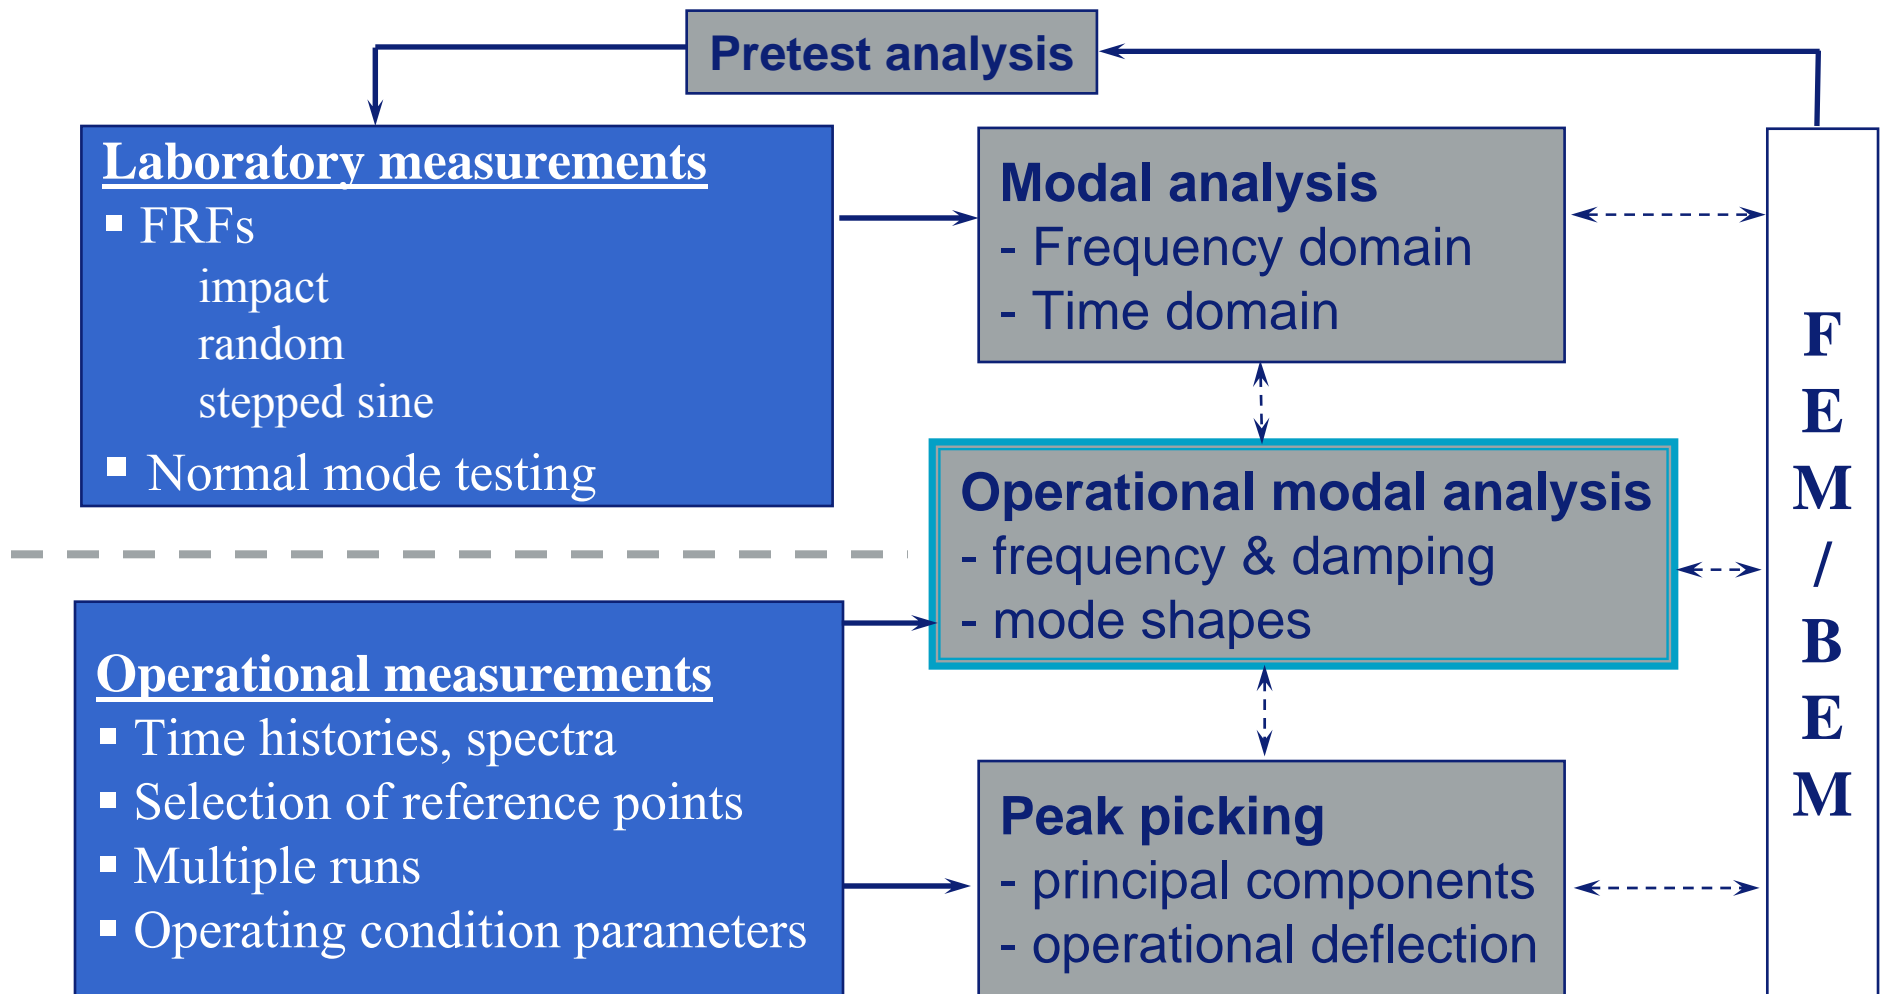 Pretest analysis
Laboratory measurements
▪ FRFs
impact
random
stepped sine
▪ Normal mode testing
Modal analysis
- Frequency domain
- Time domain
Operational modal analysis
- frequency & damping
- mode shapes
Operational measurements
▪ Time histories, spectra
▪ Selection of reference points
▪ Multiple runs
▪ Operating condition parameters
Peak picking
- principal components
- operational deflection
F
E
M
/
B
E
M